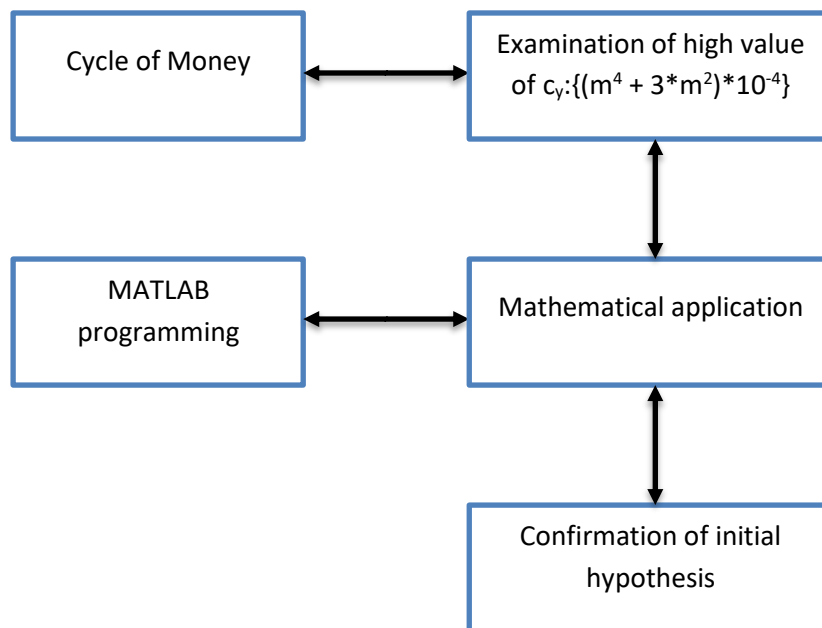 Cycle of Money
Examination of high value
of cᵧ:{(m⁴ + 3*m²)*10⁻⁴}
MATLAB
programming
Mathematical application
Confirmation of initial
hypothesis